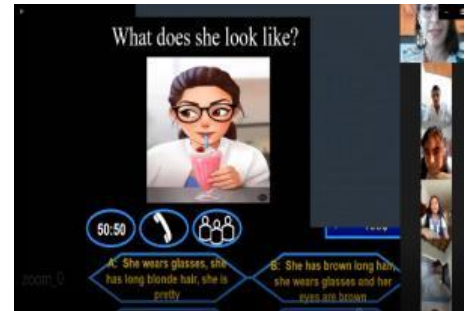 What does she look like?
50:50
A: She wears glasses, she
has long blonde hair, she is
pretty
B: She has brown long hair,
she wears glasses and her
eyes are brown
zoom_0